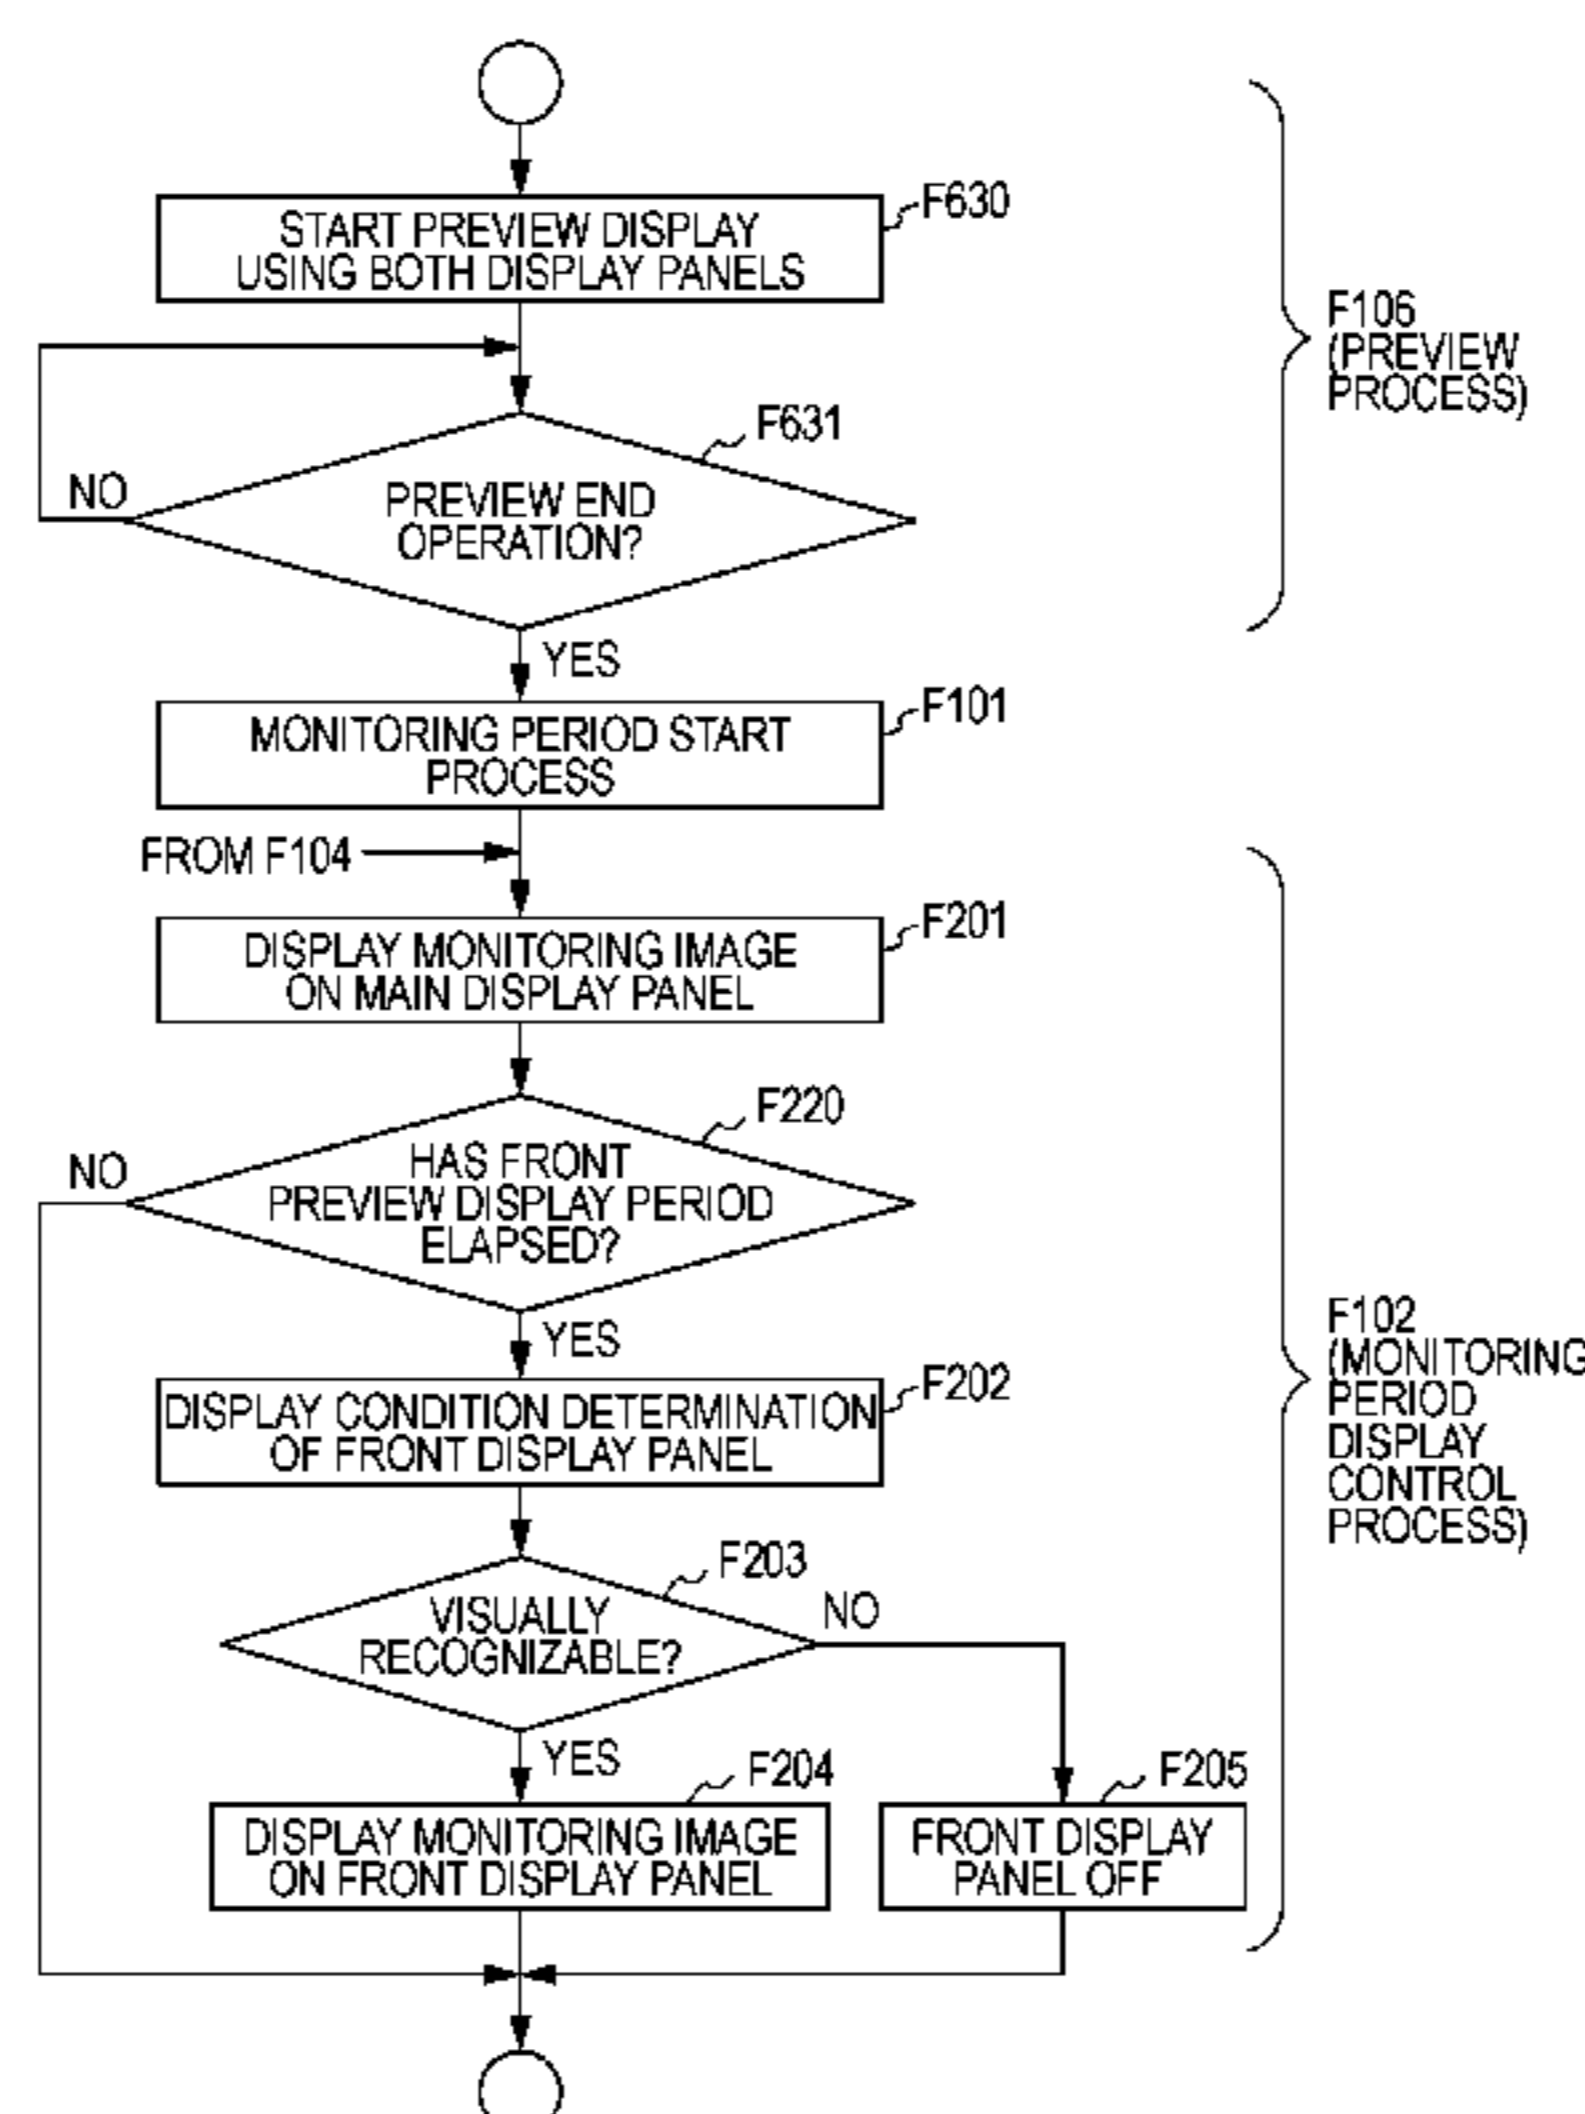 F630
START PREVIEW DISPLAY
USING BOTH DISPLAY PANELS
F106
(PREVIEW
PROCESS)
F631
NO
PREVIEW END
OPERATION?
YES
F101
MONITORING PERIOD START
PROCESS
FROM F104
F201
DISPLAY MONITORING IMAGE
ON MAIN DISPLAY PANEL
F220
NO
HAS FRONT
PREVIEW DISPLAY PERIOD
ELAPSED?
YES
F102
(MONITORING
PERIOD
DISPLAY
CONTROL
PROCESS)
F202
DISPLAY CONDITION DETERMINATION
OF FRONT DISPLAY PANEL
F203
NO
VISUALLY
RECOGNIZABLE?
YES
F204
F205
DISPLAY MONITORING IMAGE
ON FRONT DISPLAY PANEL
FRONT DISPLAY
PANEL OFF